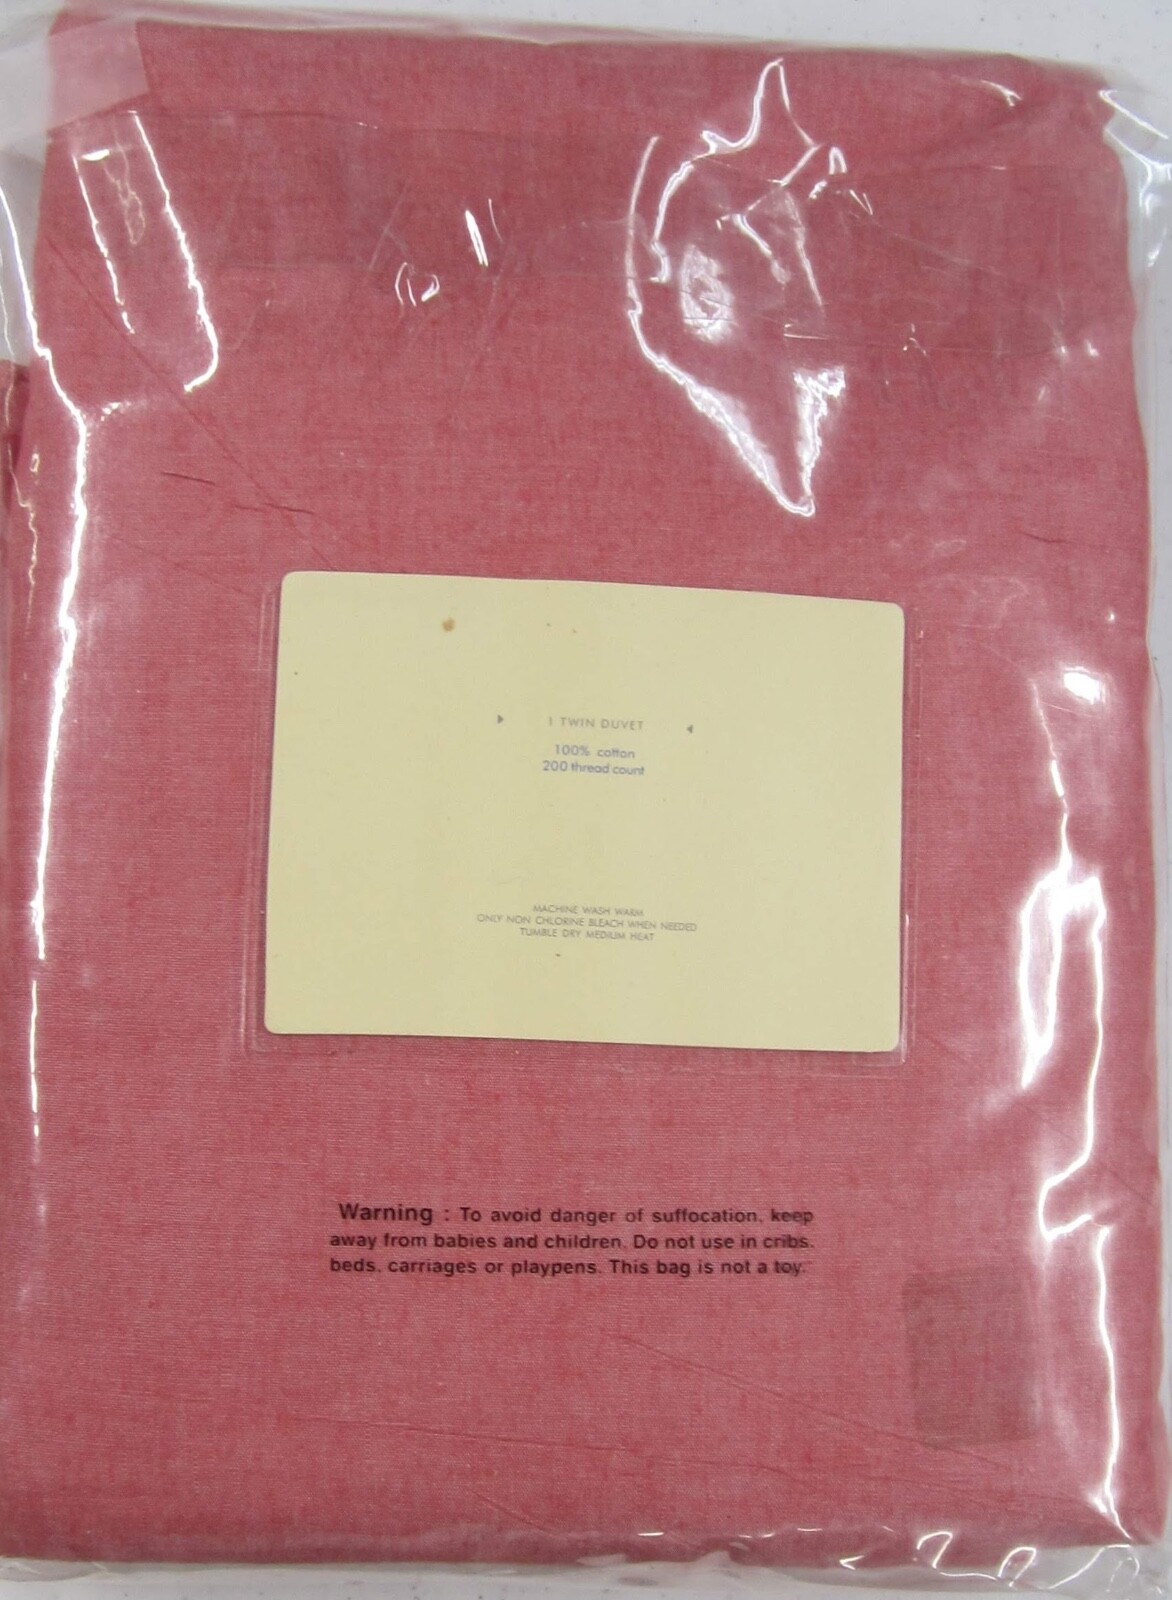 1 TWIN DUVET
100% cotton
200 thread count
MACHINE WASH WARM
ONLY NON CHLORINE BLEACH WHEN NEEDED
TUMBLE DRY MEDIUM HEAT
Warning : To avoid danger of suffocation, keep
away from babies and children. Do not use in cribs,
beds, carriages or playpens. This bag is not a toy.